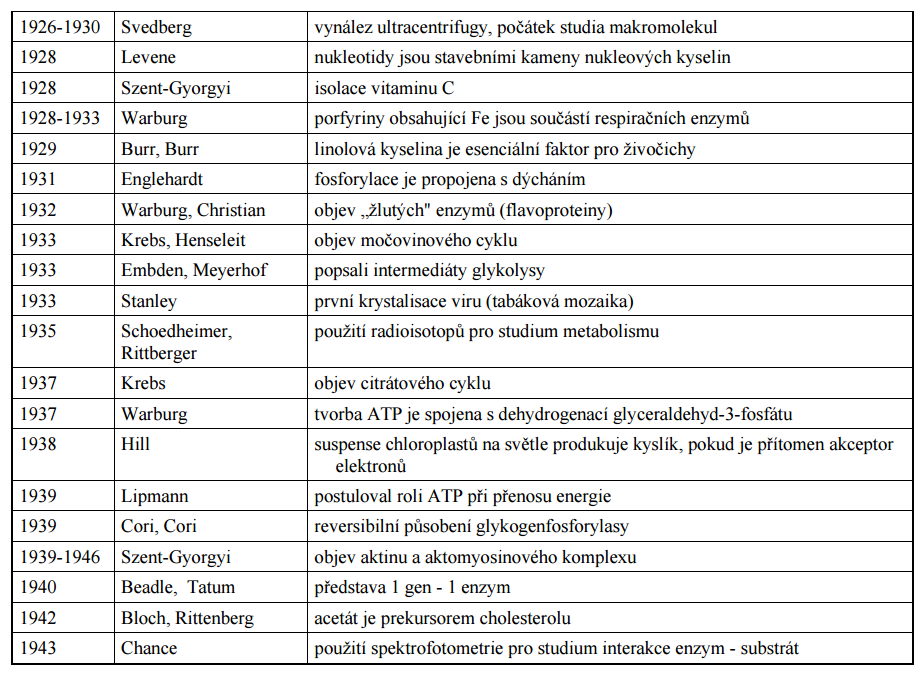 1926-1930 Svedberg vynález ultracentrifugy, počátek studia makromolekul
1928 Levene nukleotidy jsou stavebními kameny nukleových kyselin
1928 Szent-Gyorgyi isolace vitaminu C
1928-1933 Warburg porfyriny obsahující Fe jsou součástí respiračních enzymů
1929 Burr, Burr linolová kyselina je esenciální faktor pro živočichy
1931 Englehardt fosforylace je propojena s dýcháním
1932 Warburg, Christian objev „žlutých" enzymů (flavoproteiny)
1933 Krebs, Henseleit objev močovinového cyklu
1933 Embden, Meyerhof popsali intermediáty glykolysy
1933 Stanley první krystalisace viru (tabáková mozaika)
1935 Schoedheimer, použití radioisotopů pro studium metabolismu
Rittberger
1937 Krebs objev citrátového cyklu
1937 Warburg tvorba ATP je spojena s dehydrogenací glyceraldehyd-3-fosfátu
1938 Hill suspense chloroplastů na světle produkuje kyslík, pokud je přítomen akceptor
elektronů
1939 Lipmann postuloval roli ATP při přenosu energie
1939 Cori, Cori reversibilní působení glykogenfosforylasy
1939-1946 Szent-Gyorgyi objev aktinu a aktomyosinového komplexu
1940 Beadle, Tatum představa 1 gen - 1 enzym
1942 Bloch, Rittenberg acetát je prekursorem cholesterolu
1943 Chance použití spektrofotometrie pro studium interakce enzym - substrát